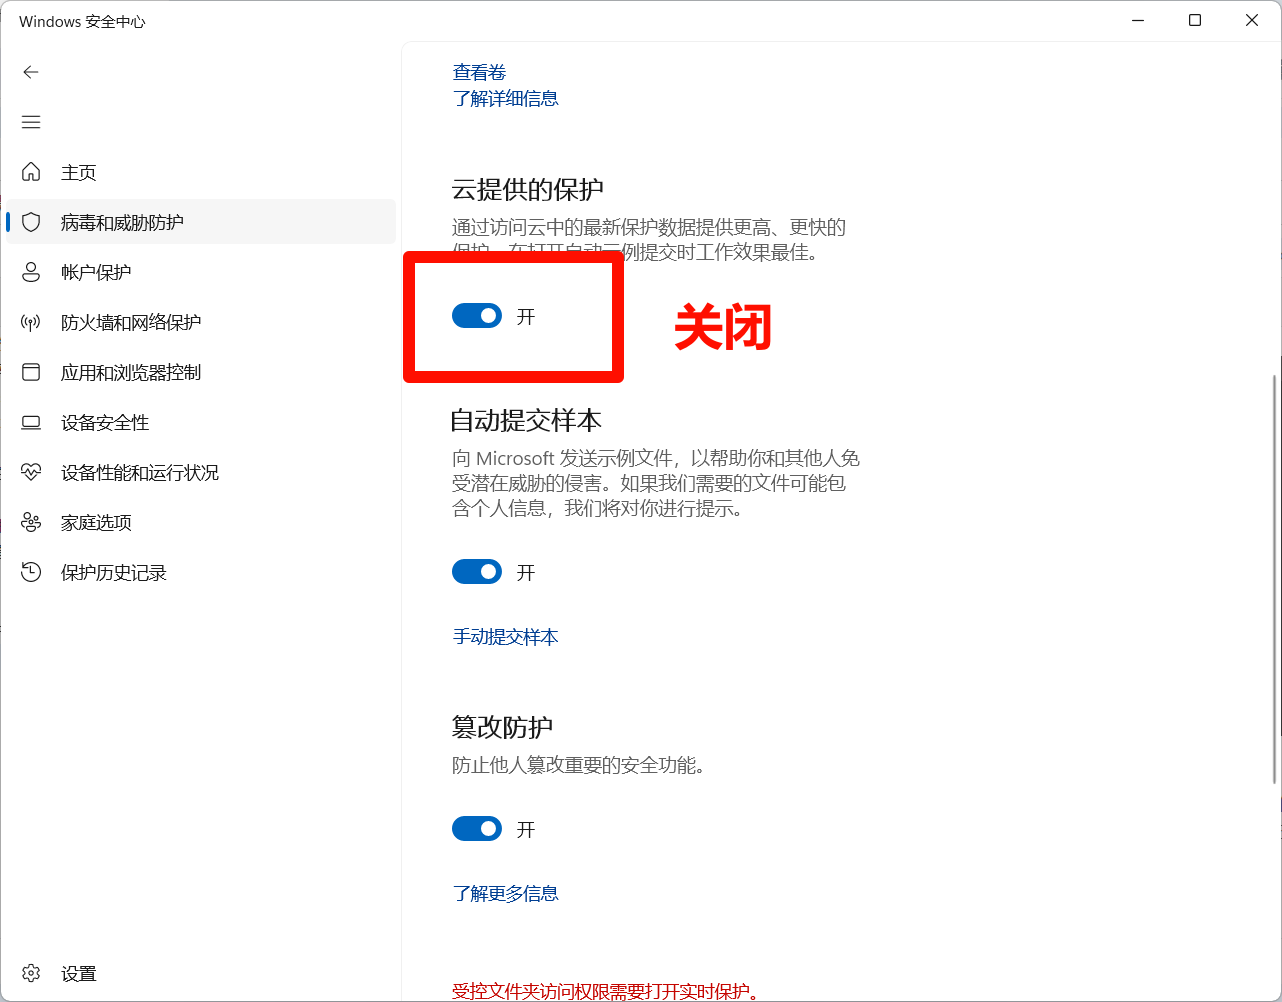 Windows 安全中心
主页
病毒和威胁防护
帐户保护
防火墙和网络保护
应用和浏览器控制
设备安全性
设备性能和运行状况
家庭选项
保护历史记录
设置
查看卷
了解详细信息
云提供的保护
通过访问云中的最新保护数据提供更高、更快的
保护。在打开自动示例提交时工作效果最佳。
开
关闭
自动提交样本
向 Microsoft 发送示例文件，以帮助你和其他人免
受潜在威胁的侵害。如果我们需要的文件可能包
含个人信息，我们将对你进行提示。
开
手动提交样本
篡改防护
防止他人篡改重要的安全功能。
开
了解更多信息
受控文件夹访问权限需要打开实时保护。